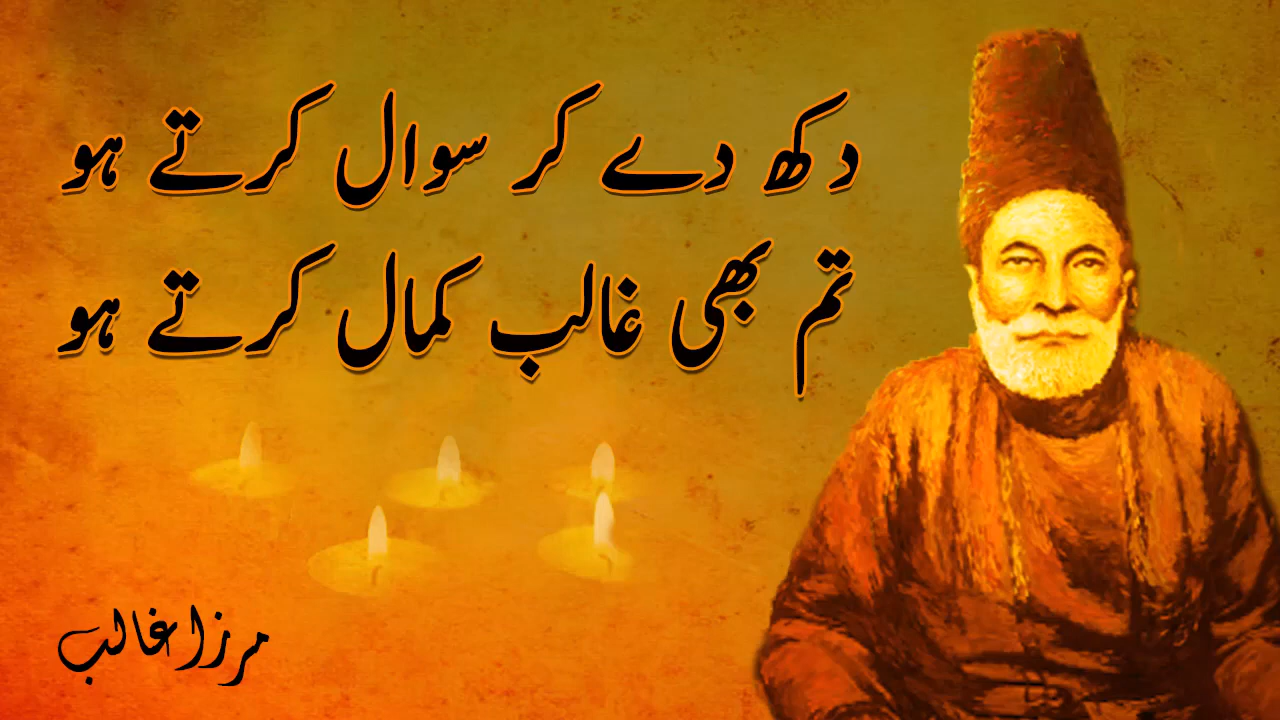 دکھ دے کر سوال کرتے ہو
تم بھی غالب کمال کرتے ہو
مرزا غالب